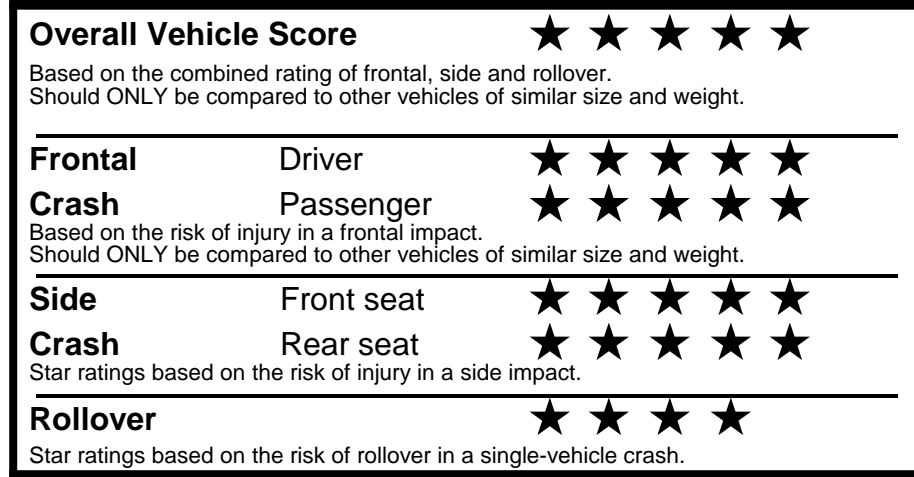 Overall Vehicle Score ★ ★ ★ ★ ★
Based on the combined rating of frontal, side and rollover.
Should ONLY be compared to other vehicles of similar size and weight.
Frontal Driver ★ ★ ★ ★ ★
Crash Passenger ★ ★ ★ ★ ★
Based on the risk of injury in a frontal impact.
Should ONLY be compared to other vehicles of similar size and weight.
Side Front seat ★ ★ ★ ★ ★
Crash Rear seat ★ ★ ★ ★ ★
Star ratings based on the risk of injury in a side impact.
Rollover ★ ★ ★ ★
Star ratings based on the risk of rollover in a single-vehicle crash.